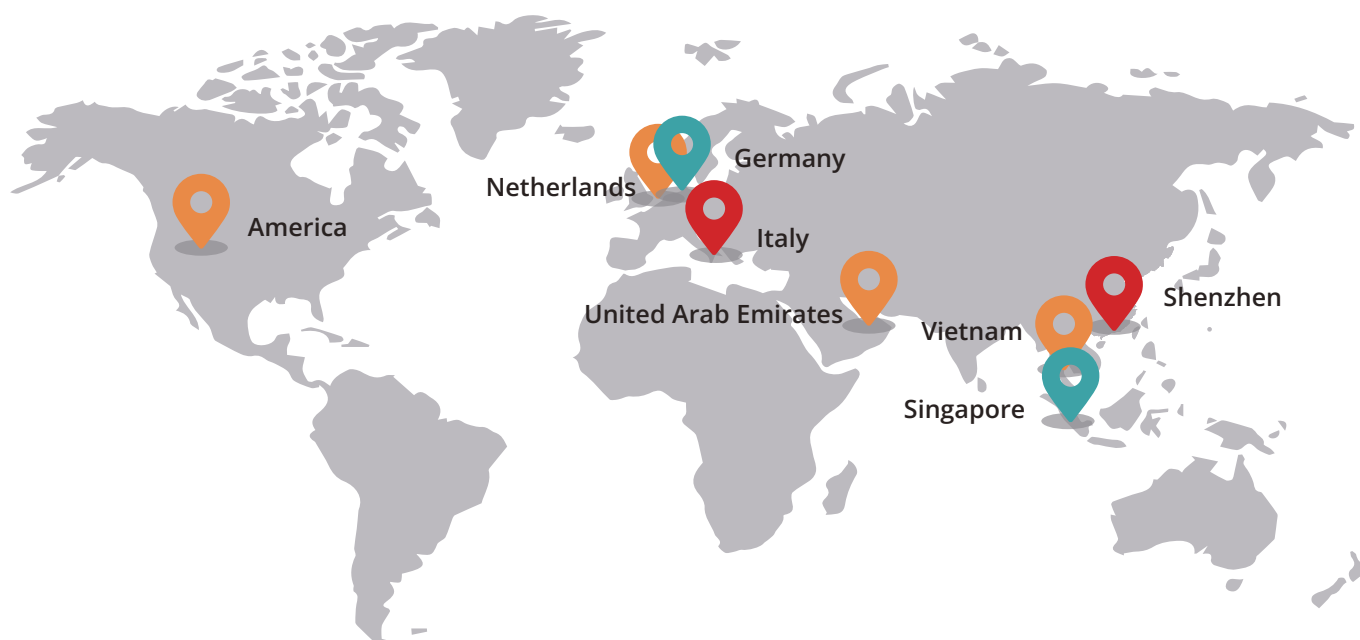 Germany
Netherlands
America
Italy
Shenzhen
United Arab Emirates
Vietnam
Singapore